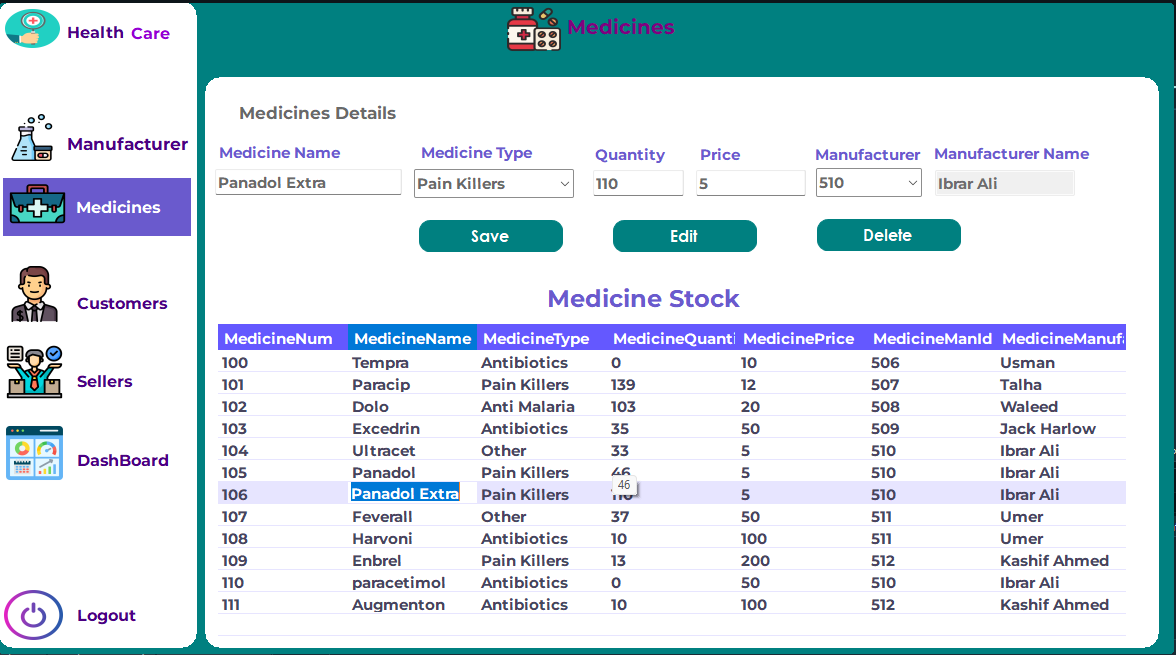 Health Care
Medicines
Manufacturer
Medicines
Customers
Sellers
DashBoard
Logout
Medicines Details
Medicine Name Medicine Type Quantity Price Manufacturer Manufacturer Name
Panadol Extra Pain Killers 110 5 510 Ibrar Ali
Save Edit Delete
Medicine Stock
MedicineNum MedicineName MedicineType MedicineQuanti MedicinePrice MedicineManId MedicineManufa
100 Tempra Antibiotics 0 10 506 Usman
101 Paracip Pain Killers 139 12 507 Talha
102 Dolo Anti Malaria 103 20 508 Waleed
103 Excedrin Antibiotics 35 50 509 Jack Harlow
104 Ultracet Other 33 5 510 Ibrar Ali
105 Panadol Pain Killers 46 5 510 Ibrar Ali
46
106 Panadol Extra Pain Killers 110 5 510 Ibrar Ali
107 Feverall Other 37 50 511 Umer
108 Harvoni Antibiotics 10 100 511 Umer
109 Enbrel Pain Killers 13 200 512 Kashif Ahmed
110 paracetimol Antibiotics 0 50 510 Ibrar Ali
111 Augmenton Antibiotics 10 100 512 Kashif Ahmed